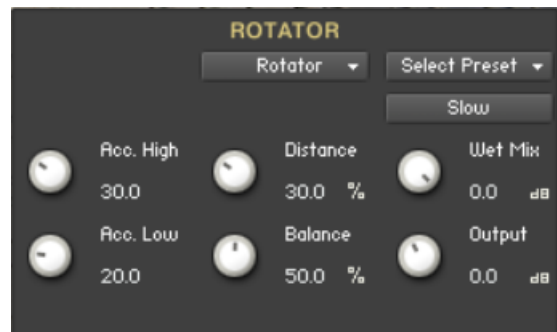 ROTATOR
Rotator Select Preset
Slow
Acc. High Distance Wet Mix
30.0 30.0 % 0.0 dB
Acc. Low Balance Output
20.0 50.0 % 0.0 dB